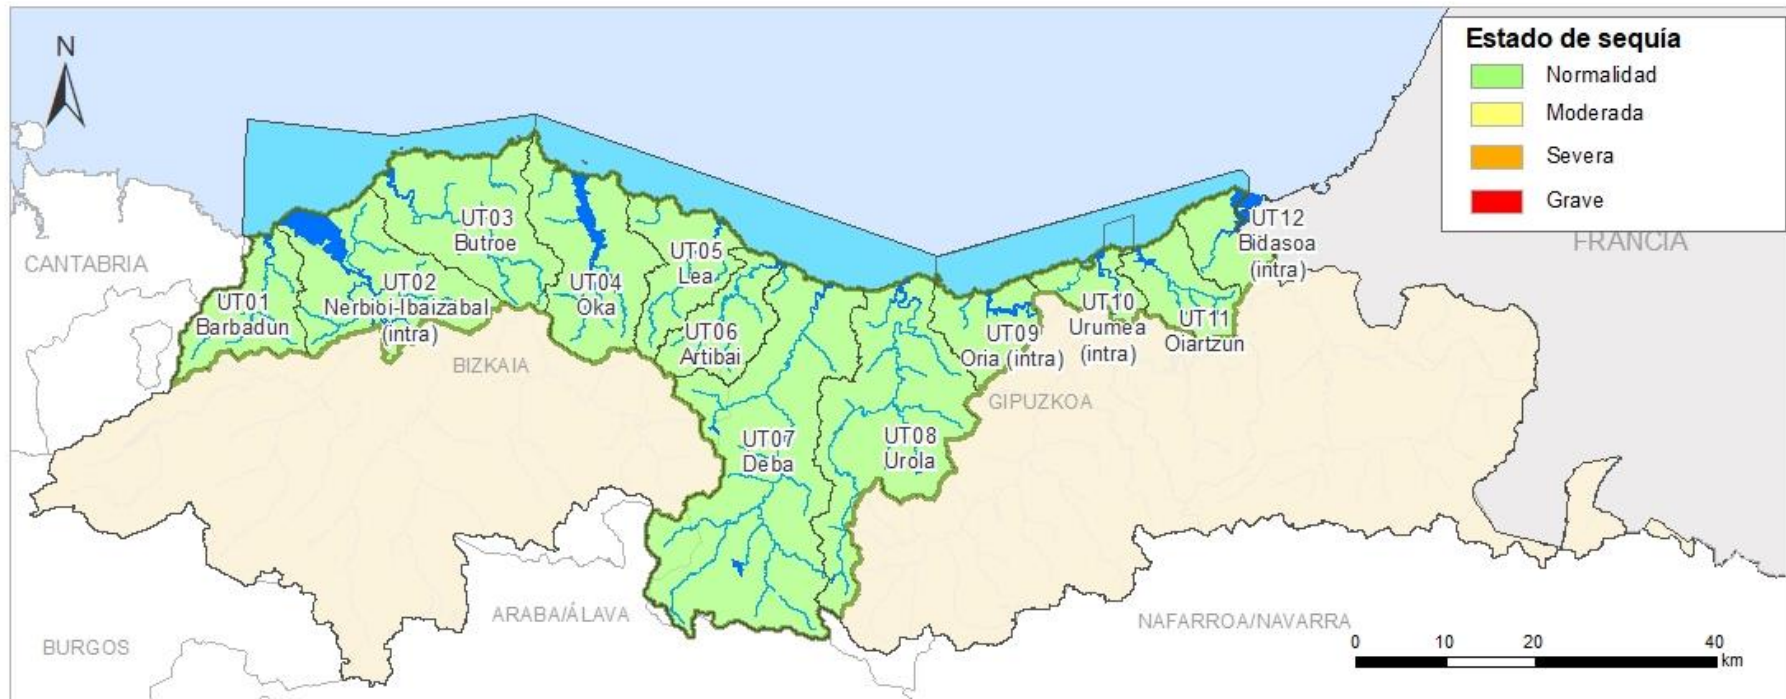 N
Estado de sequía
Normalidad
Moderada
Severa
Grave
CANTABRIA
FRANCIA
UT01
Barbadun
UT02
Nerbioi-Ibaizabal
(intra)
UT03
Butroe
UT04
Oka
UT05
Lea
UT06
Artibai
UT07
Deba
UT08
Urola
UT09
Oria (intra)
UT10
Urumea
(intra)
UT11
Oiartzun
UT12
Bidasoa
(intra)
BIZKAIA
GIPUZKOA
ARABA/ÁLAVA
NAFARROA/NAVARRA
BURGOS
0 10 20 40
km